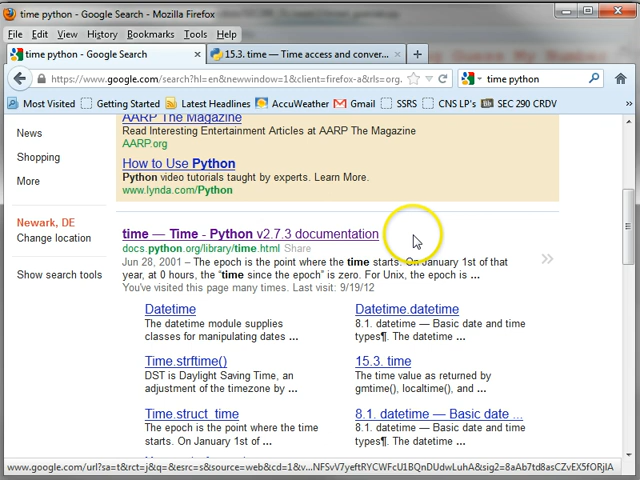 time python - Google Search - Mozilla Firefox
File Edit View History Bookmarks Tools Help
time python - Google Search
15.3. time — Time access and conver...
https://www.google.com/search?hl=en&newwindow=1&client=firefox-a&rls=org.
time python
Most Visited Getting Started Latest Headlines AccuWeather Gmail SSRS CNS LP's SEC 290 CRDV
News
Shopping
More
Newark, DE
Change location
Show search tools
AARP The Magazine
Read Interesting Entertainment Articles at AARP The Magazine
AARP.org
How to Use Python
Python video tutorials taught by experts. Learn More.
www.lynda.com/Python
time — Time - Python v2.7.3 documentation
docs.python.org/library/time.html Share
Jun 28, 2001 – The epoch is the point where the time starts. On January 1st of that
year, at 0 hours, the “time since the epoch” is zero. For Unix, the epoch is ...
You've visited this page many times. Last visit: 9/19/12
Datetime
The datetime module supplies
classes for manipulating dates ...
Datetime.datetime
8.1. datetime — Basic date and time
types¶. The datetime ...
Time.strftime()
DST is Daylight Saving Time, an
adjustment of the timezone by ...
15.3. time
The time value as returned by
gmtime(), localtime(), and ...
Time.struct_time
The epoch is the point where the
time starts. On January 1st of ...
8.1. datetime — Basic date ...
8.1. datetime — Basic date and time
types¶. The datetime ...